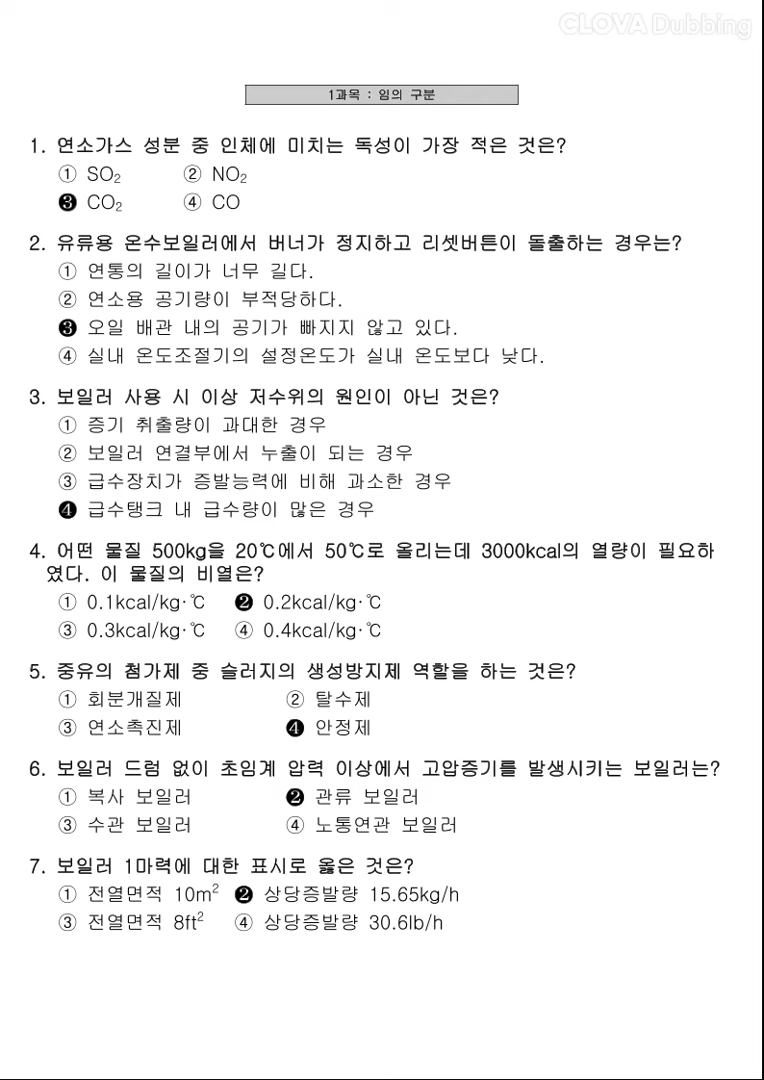 CLOVA Dubbing
1과목 : 임의 구분
1. 연소가스 성분 중 인체에 미치는 독성이 가장 적은 것은?
① SO₂ ② NO₂
❸ CO₂ ④ CO
2. 유류용 온수보일러에서 버너가 정지하고 리셋버튼이 돌출하는 경우는?
① 연통의 길이가 너무 길다.
② 연소용 공기량이 부적당하다.
❸ 오일 배관 내의 공기가 빠지지 않고 있다.
④ 실내 온도조절기의 설정온도가 실내 온도보다 낮다.
3. 보일러 사용 시 이상 저수위의 원인이 아닌 것은?
① 증기 취출량이 과대한 경우
② 보일러 연결부에서 누출이 되는 경우
③ 급수장치가 증발능력에 비해 과소한 경우
❹ 급수탱크 내 급수량이 많은 경우
4. 어떤 물질 500kg을 20℃에서 50℃로 올리는데 3000kcal의 열량이 필요하
였다. 이 물질의 비열은?
① 0.1kcal/kg·℃ ❷ 0.2kcal/kg·℃
③ 0.3kcal/kg·℃ ④ 0.4kcal/kg·℃
5. 중유의 첨가제 중 슬러지의 생성방지제 역할을 하는 것은?
① 회분개질제 ② 탈수제
③ 연소촉진제 ❹ 안정제
6. 보일러 드럼 없이 초임계 압력 이상에서 고압증기를 발생시키는 보일러는?
① 복사 보일러 ❷ 관류 보일러
③ 수관 보일러 ④ 노통연관 보일러
7. 보일러 1마력에 대한 표시로 옳은 것은?
① 전열면적 10m² ❷ 상당증발량 15.65kg/h
③ 전열면적 8ft² ④ 상당증발량 30.6lb/h